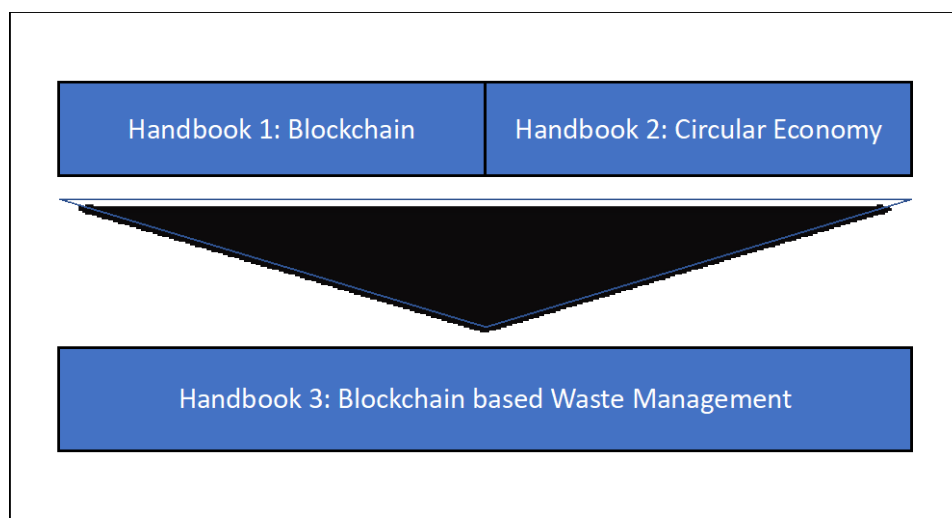 Handbook 1: Blockchain
Handbook 2: Circular Economy
Handbook 3: Blockchain based Waste Management